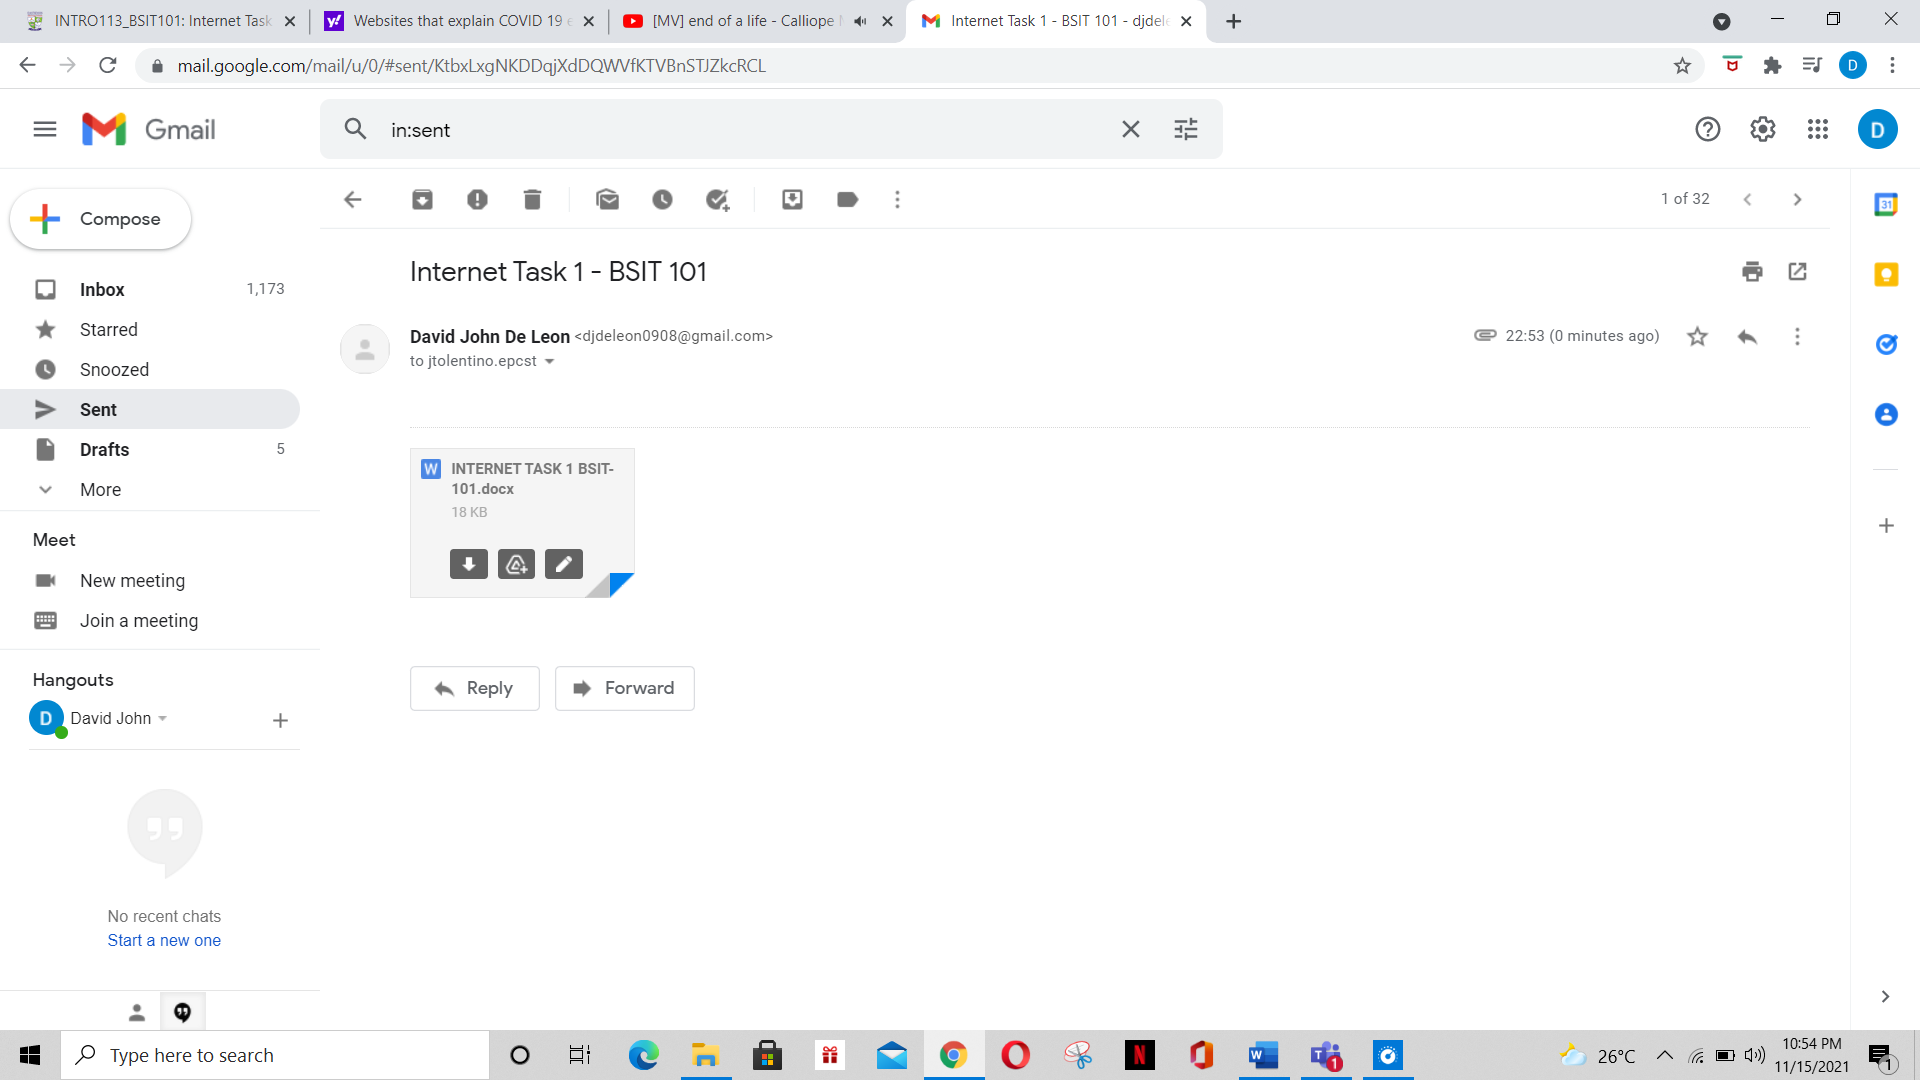 INTRO113_BSIT101: Internet Task
Websites that explain COVID 19 e
[MV] end of a life - Calliope M
Internet Task 1 - BSIT 101 - djdele
mail.google.com/mail/u/0/#sent/KtbxLxgNKDDqjXdDQWVfKTVBnSTJZkcRCL
D
Gmail
in:sent
D
Compose
1 of 32
31
Internet Task 1 - BSIT 101
Inbox 1,173
Starred
Snoozed
Sent
Drafts 5
More
David John De Leon <djdeleon0908@gmail.com>
22:53 (0 minutes ago)
to jtolentino.epcst
W
INTERNET TASK 1 BSIT-
101.docx
18 KB
Reply
Forward
Meet
New meeting
Join a meeting
Hangouts
D
David John
No recent chats
Start a new one
Type here to search
N
W
T
1
26°C
10:54 PM
11/15/2021
1